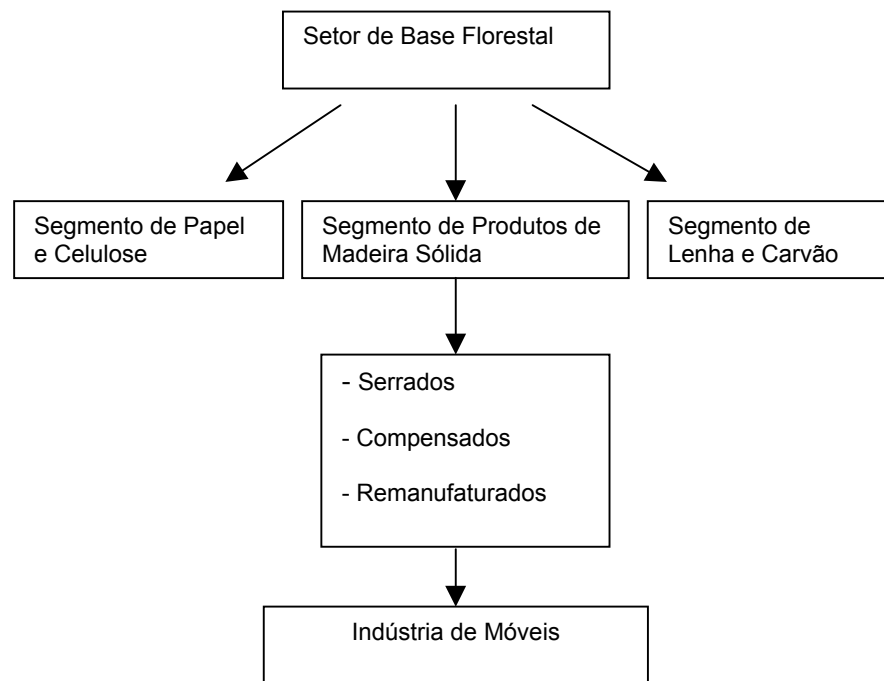 Setor de Base Florestal
Segmento de Papel
e Celulose
Segmento de Produtos de
Madeira Sólida
Segmento de
Lenha e Carvão
- Serrados
- Compensados
- Remanufaturados
Indústria de Móveis